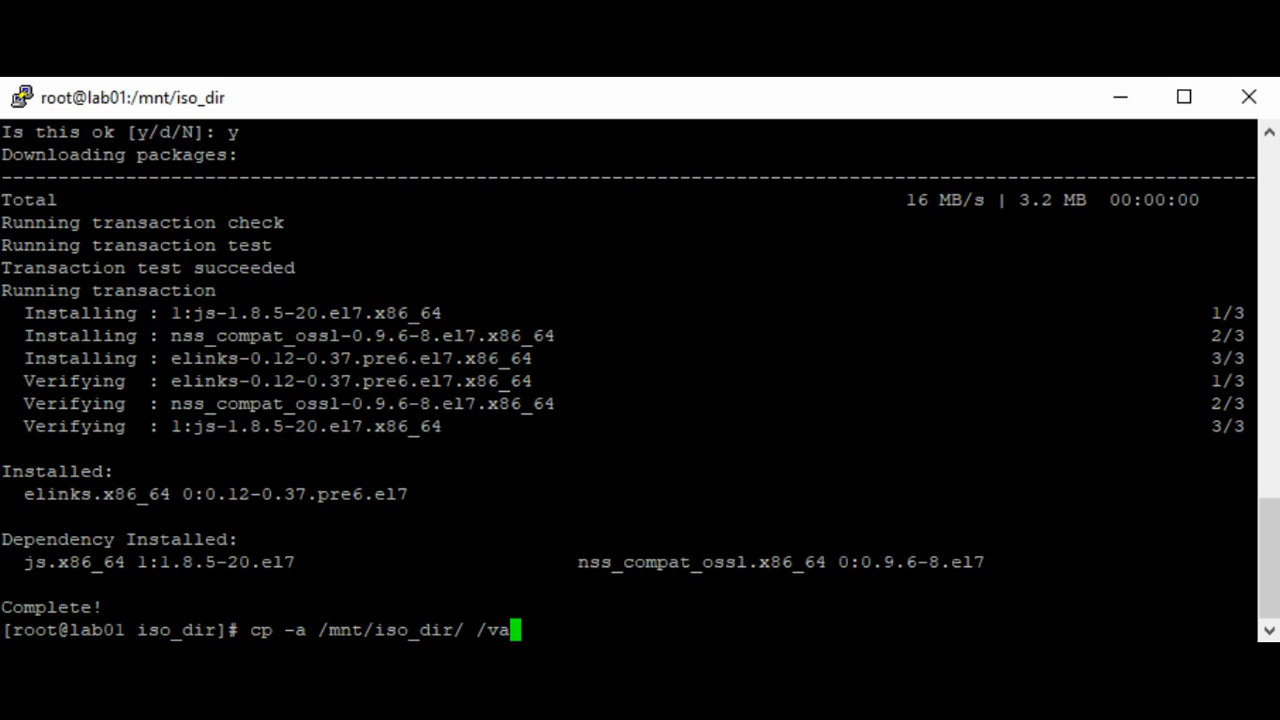 root@lab01:/mnt/iso_dir
Is this ok [y/d/N]: y
Downloading packages:
--------------------------------------------------------------------------------------------------------------
Total 16 MB/s | 3.2 MB 00:00:00
Running transaction check
Running transaction test
Transaction test succeeded
Running transaction
Installing : 1:js-1.8.5-20.el7.x86_64 1/3
Installing : nss_compat_ossl-0.9.6-8.el7.x86_64 2/3
Installing : elinks-0.12-0.37.pre6.el7.x86_64 3/3
Verifying : elinks-0.12-0.37.pre6.el7.x86_64 1/3
Verifying : nss_compat_ossl-0.9.6-8.el7.x86_64 2/3
Verifying : 1:js-1.8.5-20.el7.x86_64 3/3
Installed:
elinks.x86_64 0:0.12-0.37.pre6.el7
Dependency Installed:
js.x86_64 1:1.8.5-20.el7 nss_compat_ossl.x86_64 0:0.9.6-8.el7
Complete!
[root@lab01 iso_dir]# cp -a /mnt/iso_dir/ /va